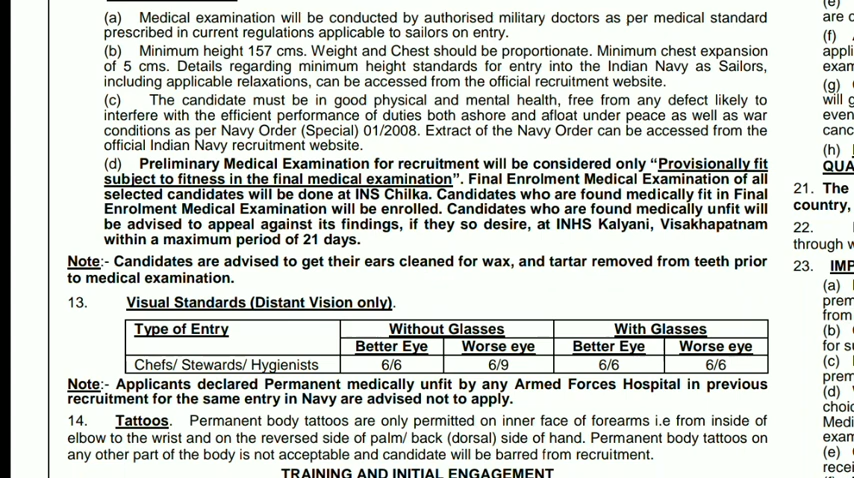 (a) Medical examination will be conducted by authorised military doctors as per medical standard
prescribed in current regulations applicable to sailors on entry.
(b) Minimum height 157 cms. Weight and Chest should be proportionate. Minimum chest expansion
of 5 cms. Details regarding minimum height standards for entry into the Indian Navy as Sailors,
including applicable relaxations, can be accessed from the official recruitment website.
(c) The candidate must be in good physical and mental health, free from any defect likely to
interfere with the efficient performance of duties both ashore and afloat under peace as well as war
conditions as per Navy Order (Special) 01/2008. Extract of the Navy Order can be accessed from the
official Indian Navy recruitment website.
(d) Preliminary Medical Examination for recruitment will be considered only “Provisionally fit
subject to fitness in the final medical examination”. Final Enrolment Medical Examination of all
selected candidates will be done at INS Chilka. Candidates who are found medically fit in Final
Enrolment Medical Examination will be enrolled. Candidates who are found medically unfit will
be advised to appeal against its findings, if they so desire, at INHS Kalyani, Visakhapatnam
within a maximum period of 21 days.
Note:- Candidates are advised to get their ears cleaned for wax, and tartar removed from teeth prior
to medical examination.
13. Visual Standards (Distant Vision only).
Type of Entry Without Glasses With Glasses
Better Eye Worse eye Better Eye Worse eye
Chefs/ Stewards/ Hygienists 6/6 6/9 6/6 6/6
Note:- Applicants declared Permanent medically unfit by any Armed Forces Hospital in previous
recruitment for the same entry in Navy are advised not to apply.
14. Tattoos. Permanent body tattoos are only permitted on inner face of forearms i.e from inside of
elbow to the wrist and on the reversed side of palm/ back (dorsal) side of hand. Permanent body tattoos on
any other part of the body is not acceptable and candidate will be barred from recruitment.
TRAINING AND INITIAL ENGAGEMENT
(e)
are
(f)
(g)
will
(h)
21. The
country,
22.
through
23.
(a)
from
(b)
for
(c)
(d)
(e)